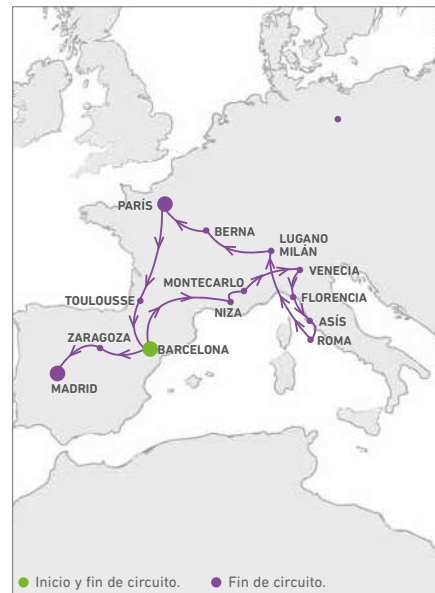 PARÍS
BERNA
LUGANO
MILÁN
VENECIA
MONTECARLO
TOULOUSSE
NIZA
FLORENCIA
ASÍS
ROMA
ZARAGOZA
BARCELONA
MADRID
Inicio y fin de circuito.
Fin de circuito.